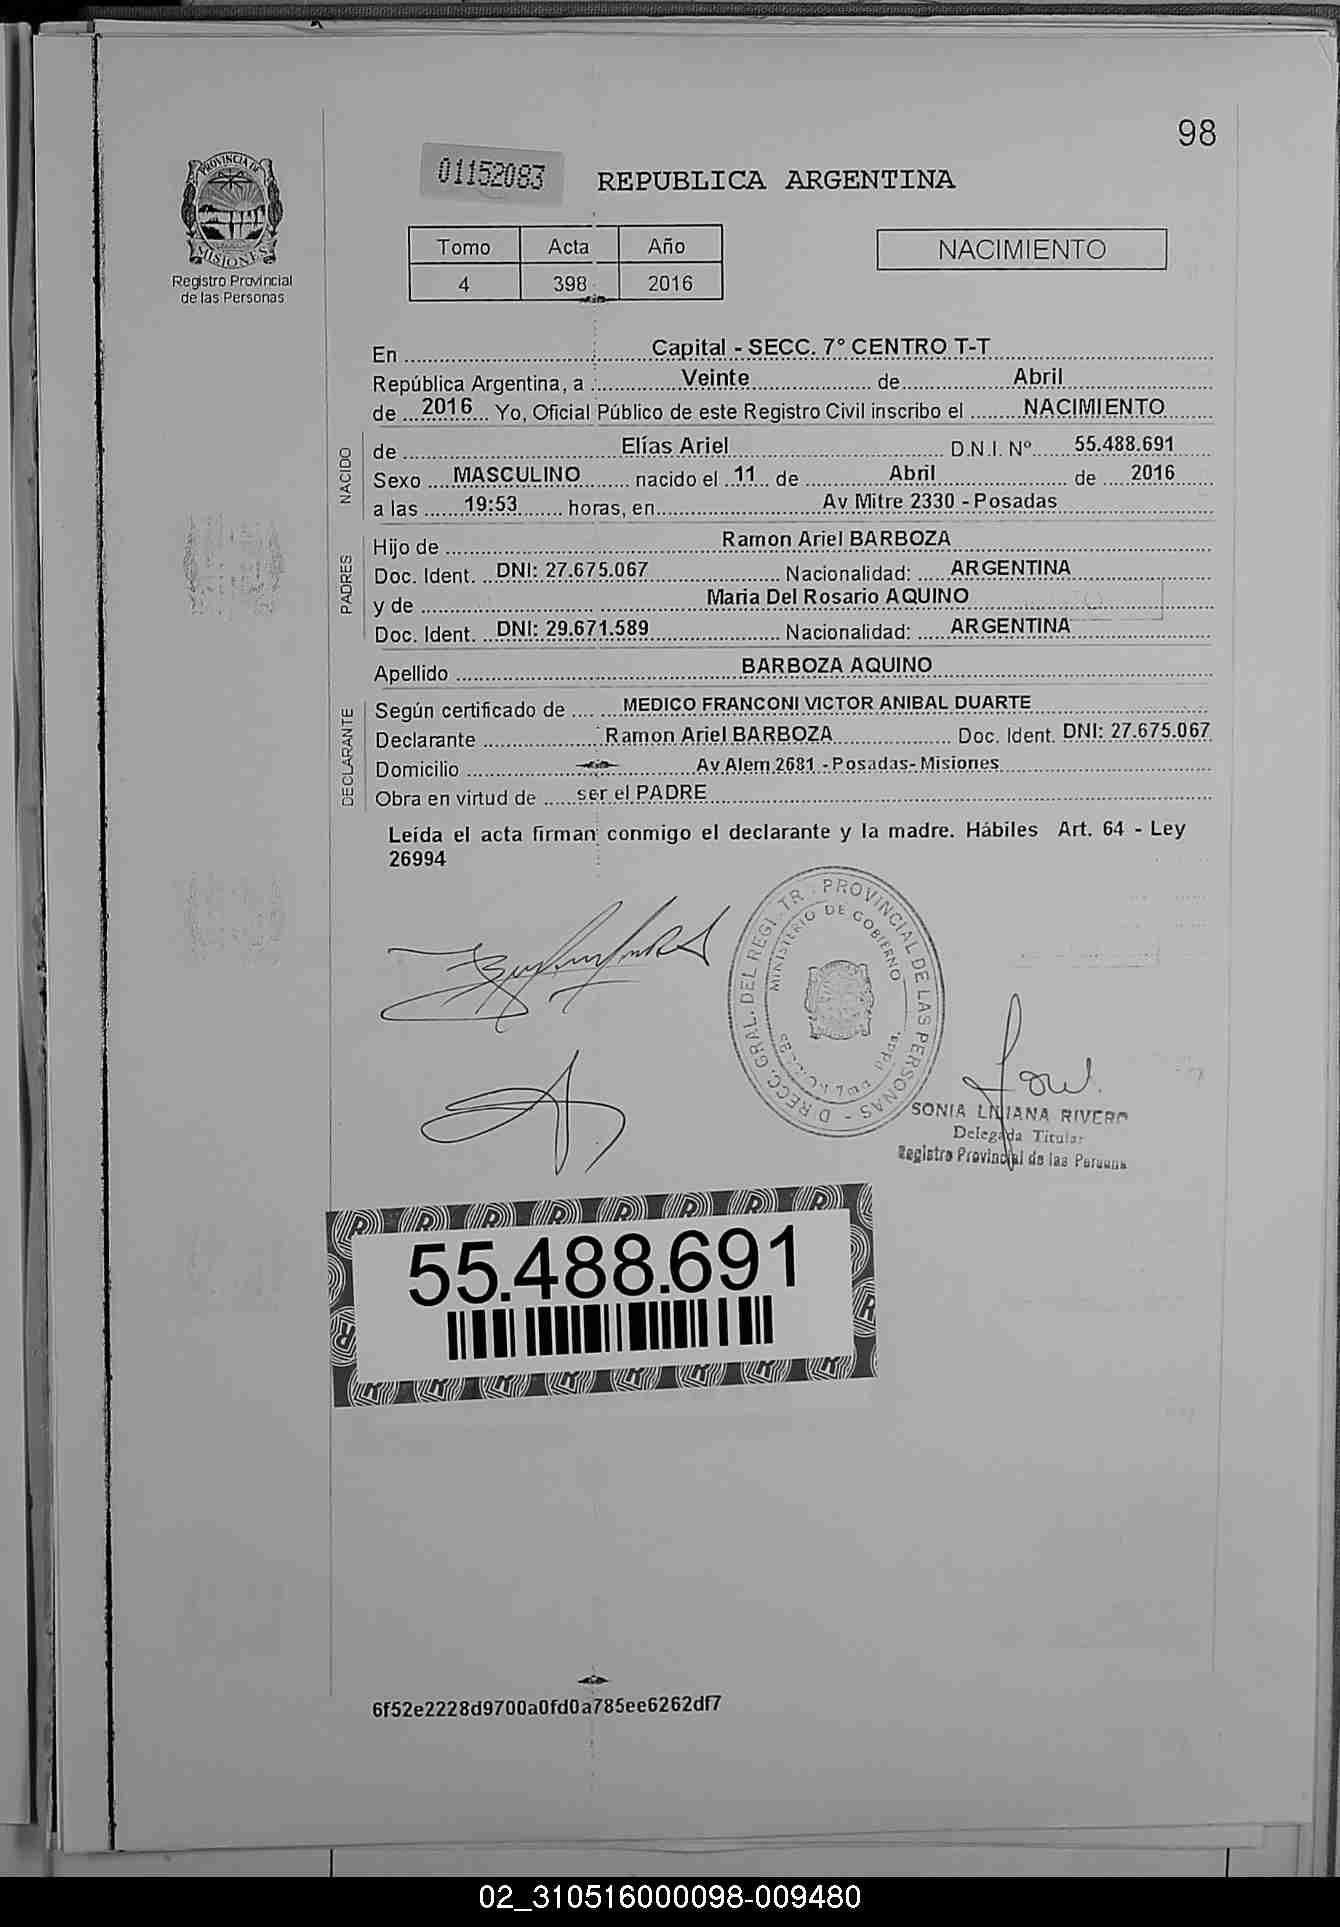 98
PROVINCIA DE
MISIONES
Registro Provincial
de las Personas
01152083
REPUBLICA ARGENTINA
Tomo Acta Año
4 398 2016
NACIMIENTO
En Capital - SECC. 7° CENTRO T-T
República Argentina, a Veinte de Abril
de 2016 Yo, Oficial Público de este Registro Civil inscribo el NACIMIENTO
NACIDO
de Elías Ariel D.N.I. Nº 55.488.691
Sexo MASCULINO nacido el 11 de Abril de 2016
a las 19:53 horas, en Av Mitre 2330 - Posadas
PADRES
Hijo de Ramon Ariel BARBOZA
Doc. Ident. DNI: 27.675.067 Nacionalidad: ARGENTINA
y de Maria Del Rosario AQUINO
Doc. Ident. DNI: 29.671.589 Nacionalidad: ARGENTINA
Apellido BARBOZA AQUINO
DECLARANTE
Según certificado de MEDICO FRANCONI VICTOR ANIBAL DUARTE
Declarante Ramon Ariel BARBOZA Doc. Ident. DNI: 27.675.067
Domicilio Av Alem 2681 - Posadas- Misiones
Obra en virtud de ser el PADRE
Leída el acta firman conmigo el declarante y la madre. Hábiles Art. 64 - Ley
26994
PROVINCIAL DE LAS PERSONAS
MINISTERIO DE GOBIERNO
SONIA LILIANA RIVERO
Delegada Titular
Registro Provincial de las Personas
55.488.691
6f52e2228d9700a0fd0a785ee6262df7
02_310516000098-009480